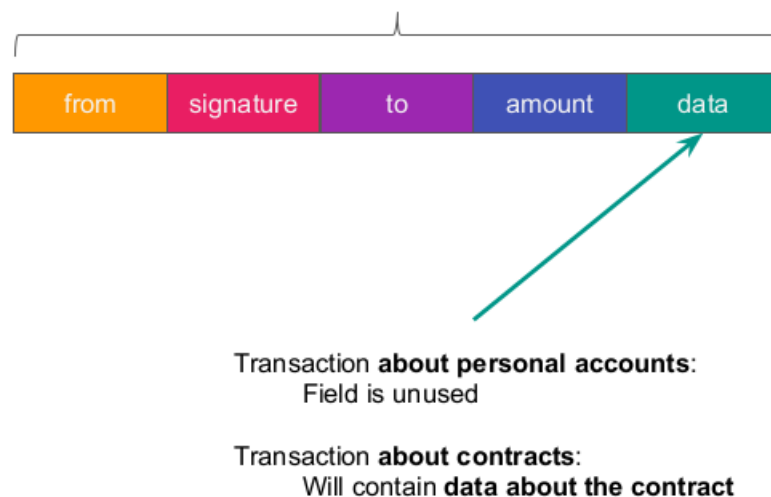 from signature to amount data
Transaction about personal accounts:
Field is unused
Transaction about contracts:
Will contain data about the contract